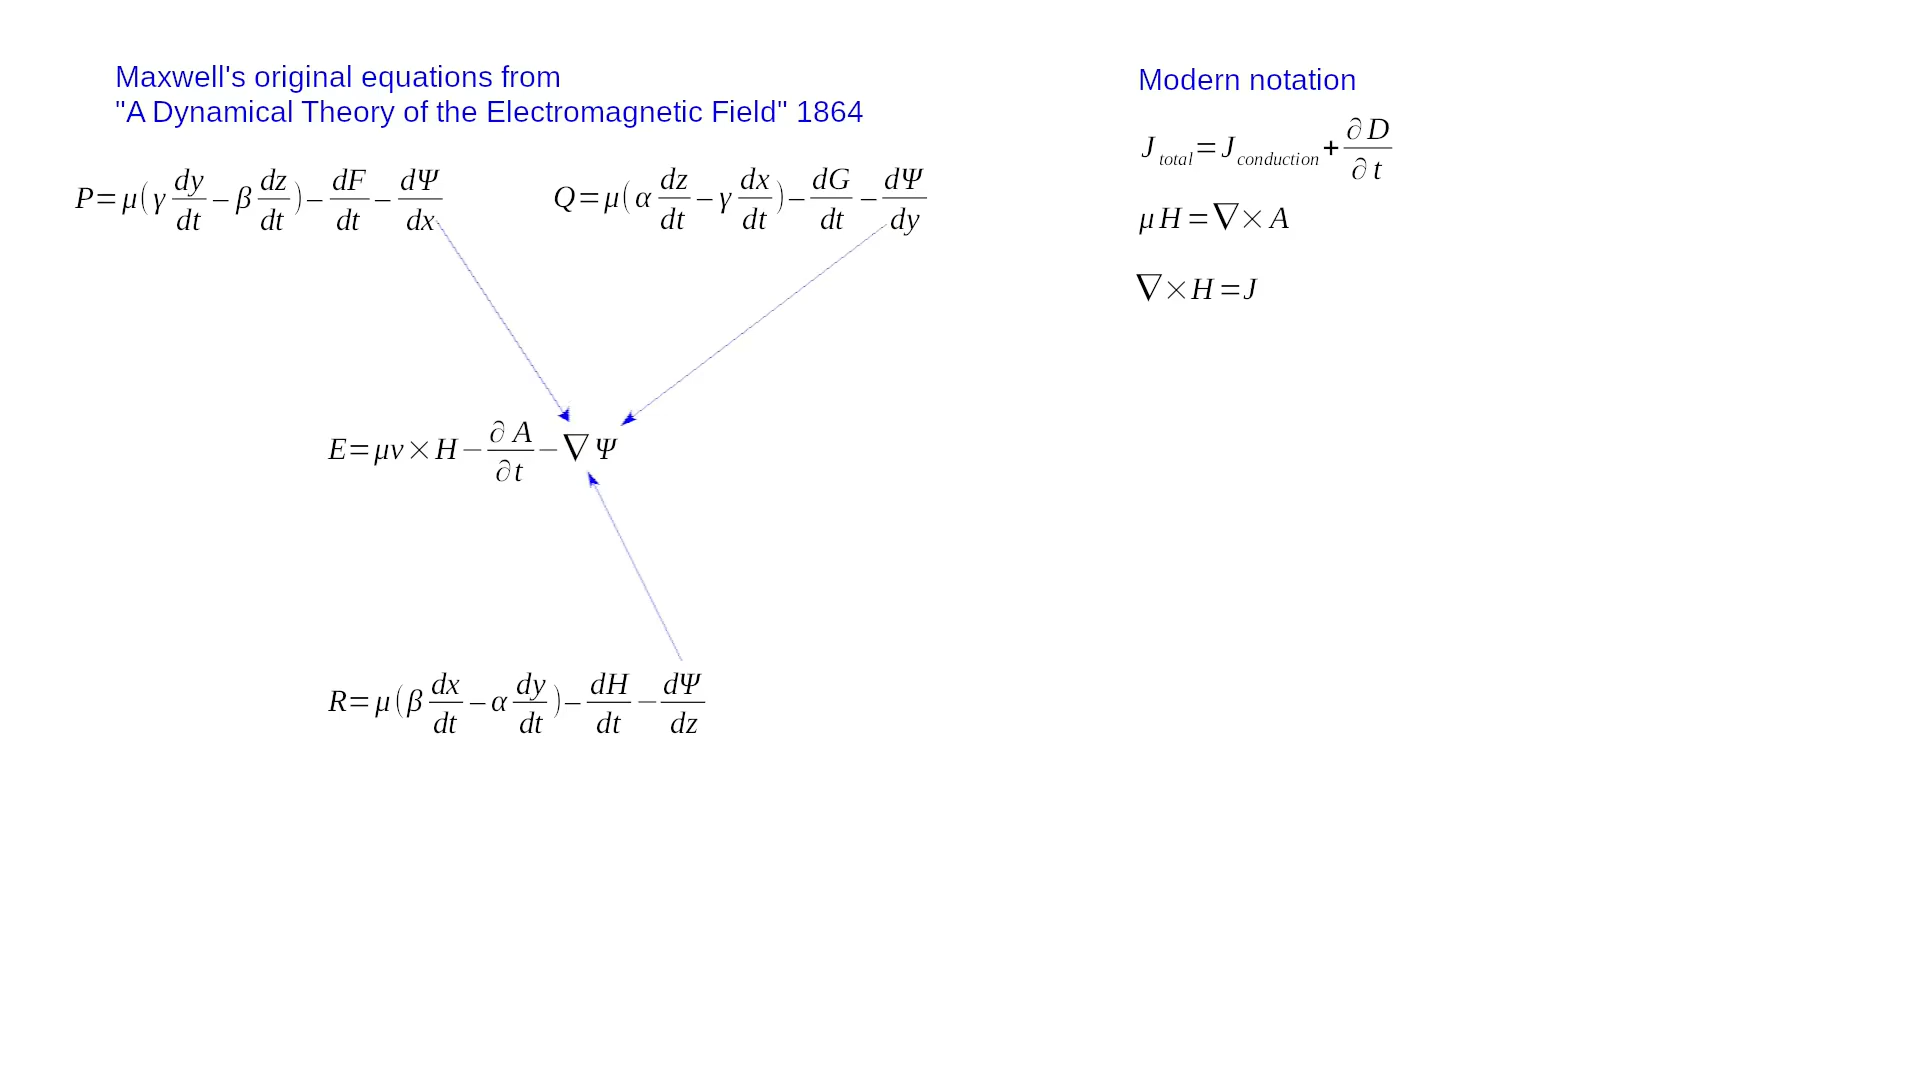 Maxwell's original equations from
"A Dynamical Theory of the Electromagnetic Field" 1864
P=μ(γ dy/dt − β dz/dt) − dF/dt − dΨ/dx
Q=μ(α dz/dt − γ dx/dt) − dG/dt − dΨ/dy
E=μv×H − ∂A/∂t − ∇Ψ
R=μ(β dx/dt − α dy/dt) − dH/dt − dΨ/dz
Modern notation
J_total=J_conduction+∂D/∂t
μH=∇×A
∇×H=J